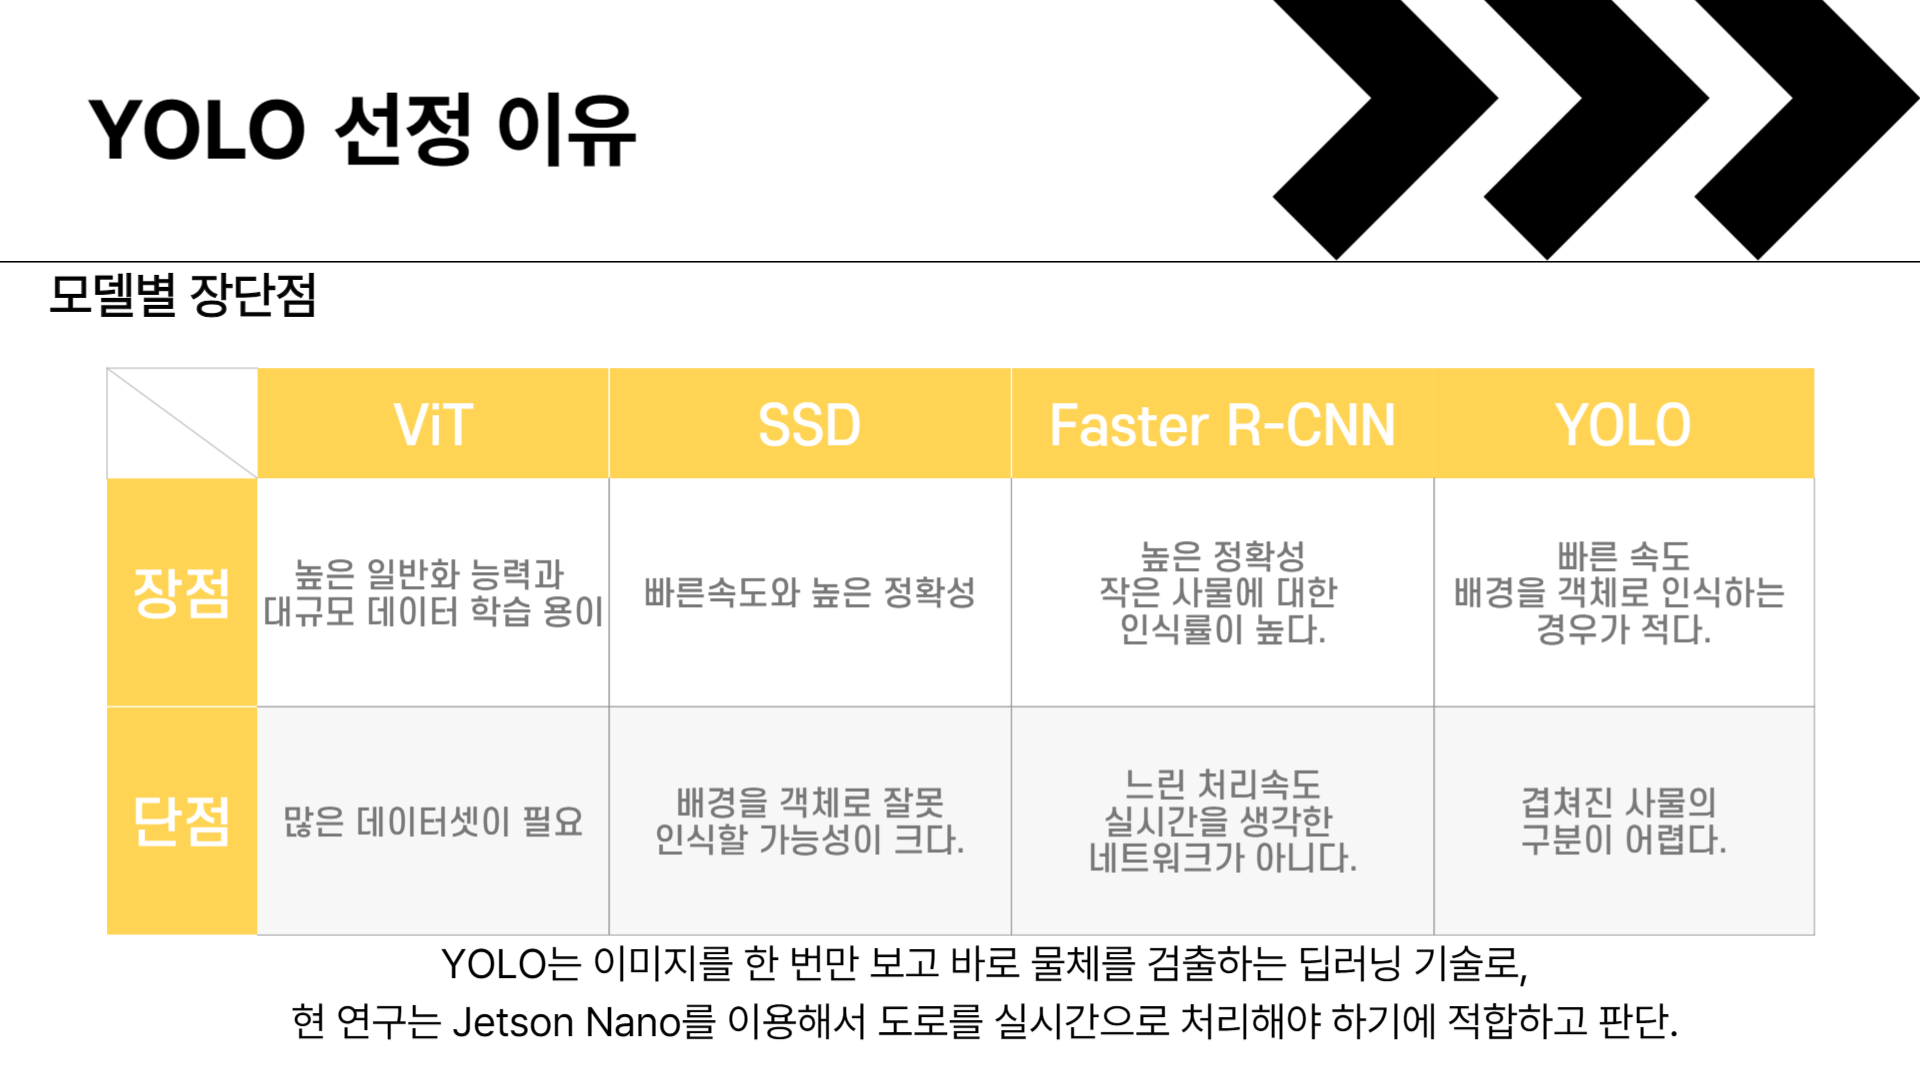 YOLO 선정 이유
모델별 장단점
ViT
SSD
Faster R-CNN
YOLO
장점
높은 일반화 능력과
대규모 데이터 학습 용이
빠른속도와 높은 정확성
높은 정확성
작은 사물에 대한
인식률이 높다.
빠른 속도
배경을 객체로 인식하는
경우가 적다.
단점
많은 데이터셋이 필요
배경을 객체로 잘못
인식할 가능성이 크다.
느린 처리속도
실시간을 생각한
네트워크가 아니다.
겹쳐진 사물의
구분이 어렵다.
YOLO는 이미지를 한 번만 보고 바로 물체를 검출하는 딥러닝 기술로,
현 연구는 Jetson Nano를 이용해서 도로를 실시간으로 처리해야 하기에 적합하고 판단.